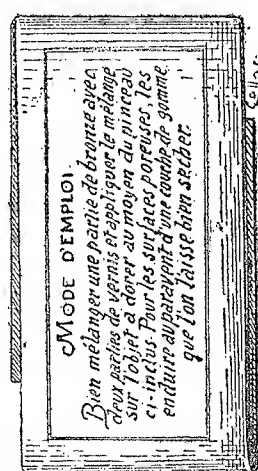 MODE D'EMPLOI.
Bien mélanger une partie de bronze avec
deux parties de vernis et appliquer le mélange
sur l'objet à dorer au moyen du pinceau
ci-inclus. Pour les surfaces poreuses, les
enduire auparavant d'une couche de gomme
que l'on laisse bien sécher.